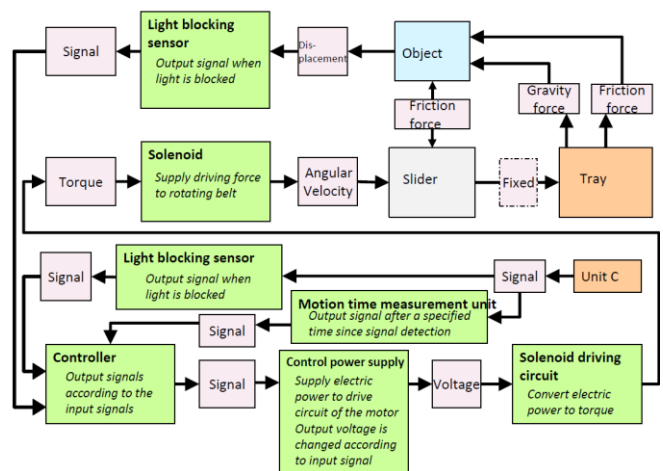 Signal
Light blocking
sensor
Output signal when
light is blocked
Dis-
placement
Object
Friction
force
Gravity
force
Friction
force
Torque
Solenoid
Supply driving force
to rotating belt
Angular
Velocity
Slider
Fixed
Tray
Signal
Light blocking sensor
Output signal when
light is blocked
Signal
Unit C
Motion time measurement unit
Output signal after a specified
time since signal detection
Signal
Controller
Output signals
according to the
input signals
Signal
Control power supply
Supply electric
power to drive
circuit of the motor
Output voltage is
changed according
to input signal
Voltage
Solenoid driving
circuit
Convert electric
power to torque